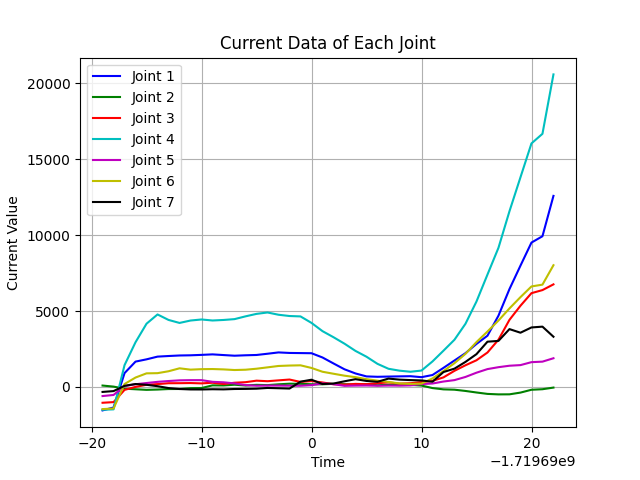 Current Data of Each Joint
Joint 1
Joint 2
Joint 3
Joint 4
Joint 5
Joint 6
Joint 7
Current Value
20000
15000
10000
5000
0
−20
−10
0
10
20
Time
−1.71969e9